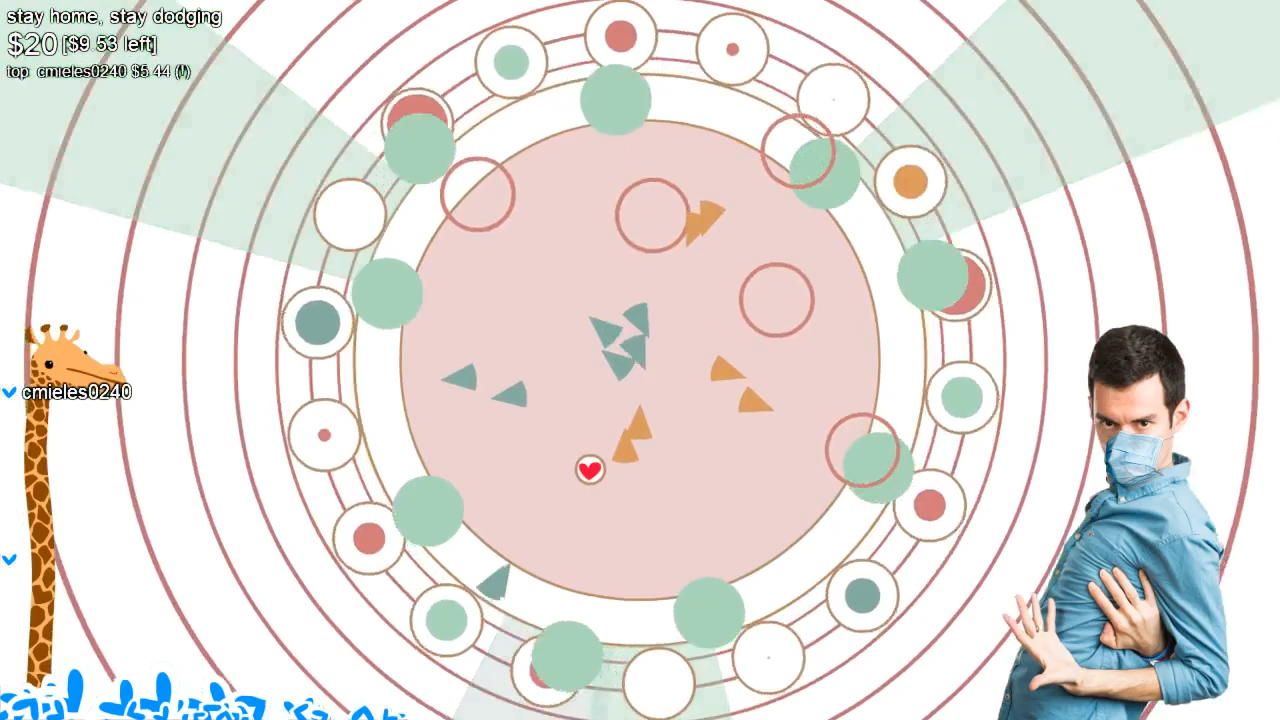 stay home, stay dodging
$20 [$9 53 left]
top cmieles0240 $5.44 (!)
cmieles0240